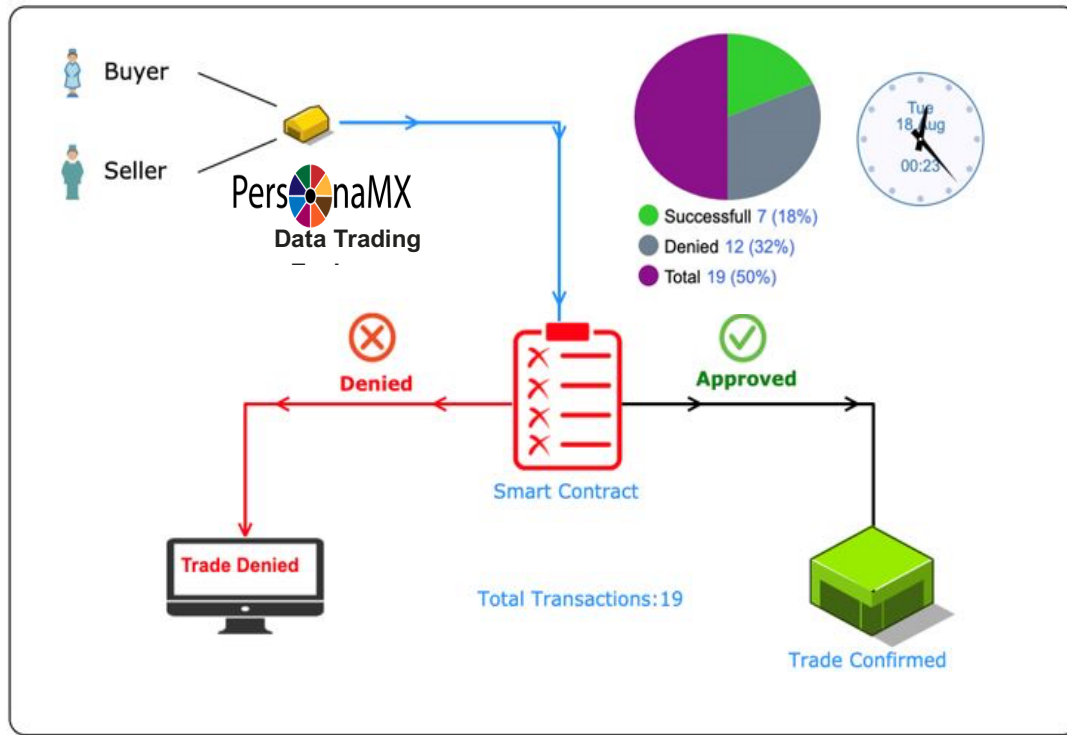 Buyer
Seller
PersonaMX
Data Trading
Successfull 7 (18%)
Denied 12 (32%)
Total 19 (50%)
Tue
18 Aug
00:23
Denied
Approved
Smart Contract
Trade Denied
Total Transactions:19
Trade Confirmed